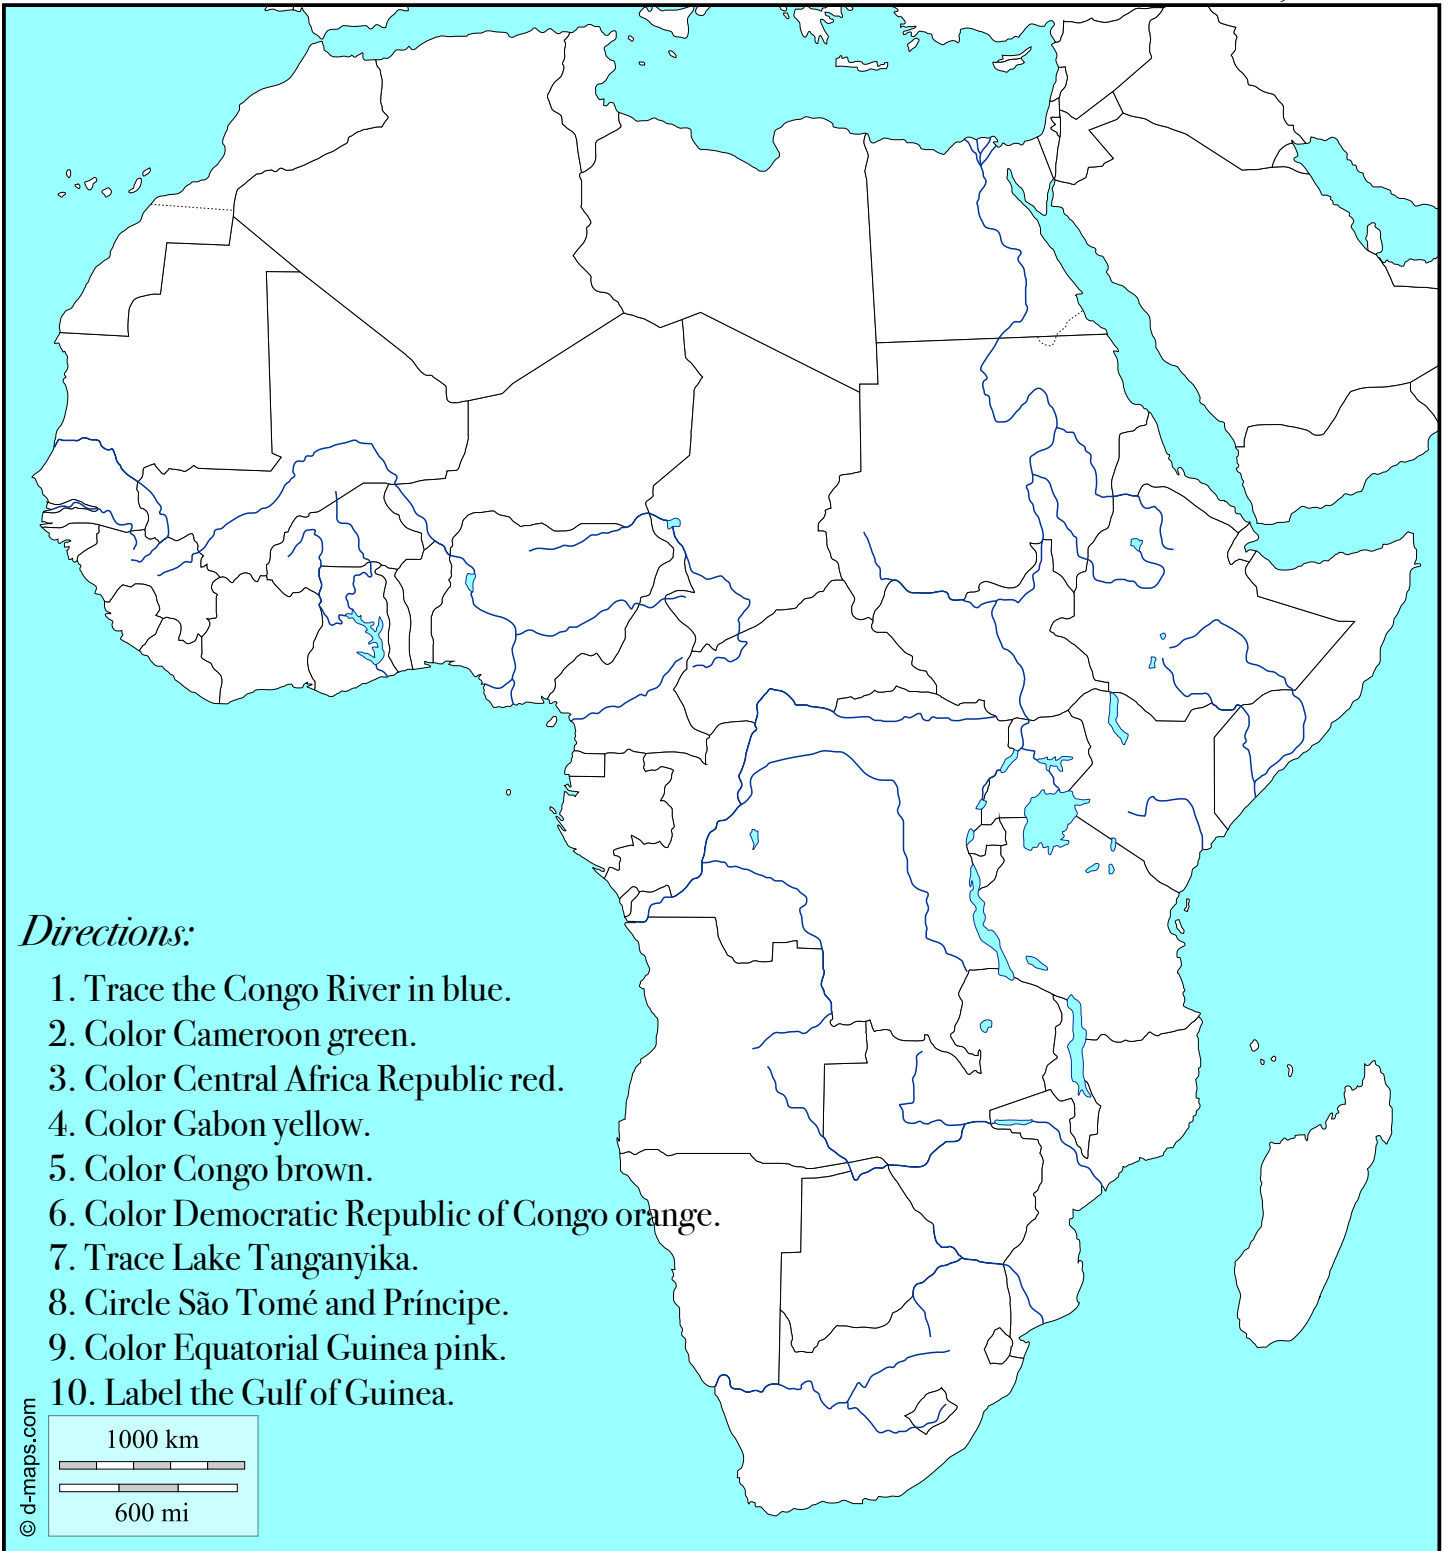 Directions:
1. Trace the Congo River in blue.
2. Color Cameroon green.
3. Color Central Africa Republic red.
4. Color Gabon yellow.
5. Color Congo brown.
6. Color Democratic Republic of Congo orange.
7. Trace Lake Tanganyika.
8. Circle São Tomé and Príncipe.
9. Color Equatorial Guinea pink.
10. Label the Gulf of Guinea.
1000 km
600 mi
© d-maps.com